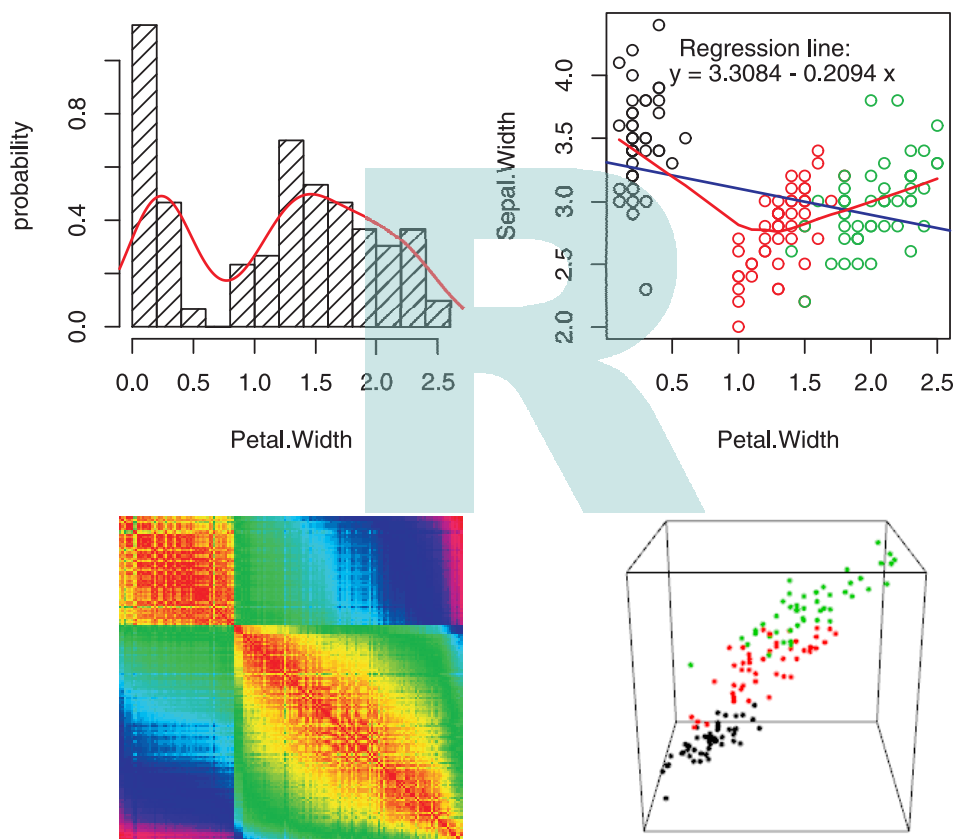 probability
0.0 0.4 0.8
0.0 0.5 1.0 1.5 2.0 2.5
Petal.Width
Regression line:
y = 3.3084 - 0.2094 x
Sepal.Width
2.0 2.5 3.0 3.5 4.0
0.5 1.0 1.5 2.0 2.5
Petal.Width
R